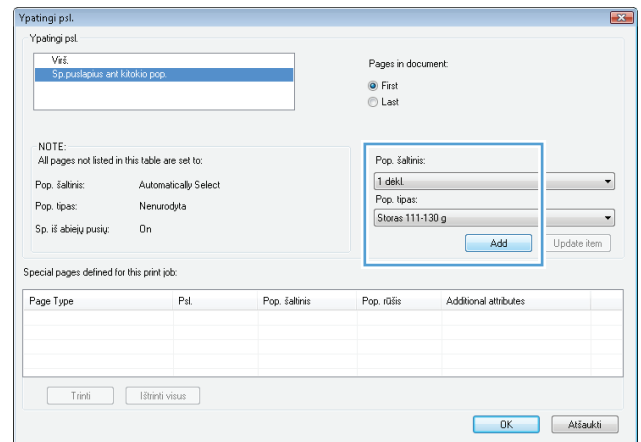 Ypatingi psl.
Ypatingi psl.
Virš.
Sp.puslapius ant kitokio pop.
Pages in document:
First
Last
NOTE:
All pages not listed in this table are set to:
Pop. šaltinis: Automatically Select
Pop. tipas: Nenurodyta
Sp. iš abiejų pusių: On
Pop. šaltinis:
1 dėkl.
Pop. tipas:
Storas 111-130 g
Add Update item
Special pages defined for this print job:
Page Type Psl. Pop. šaltinis Pop. rūšis Additional attributes
Trinti Ištrinti visus
OK Atšaukti